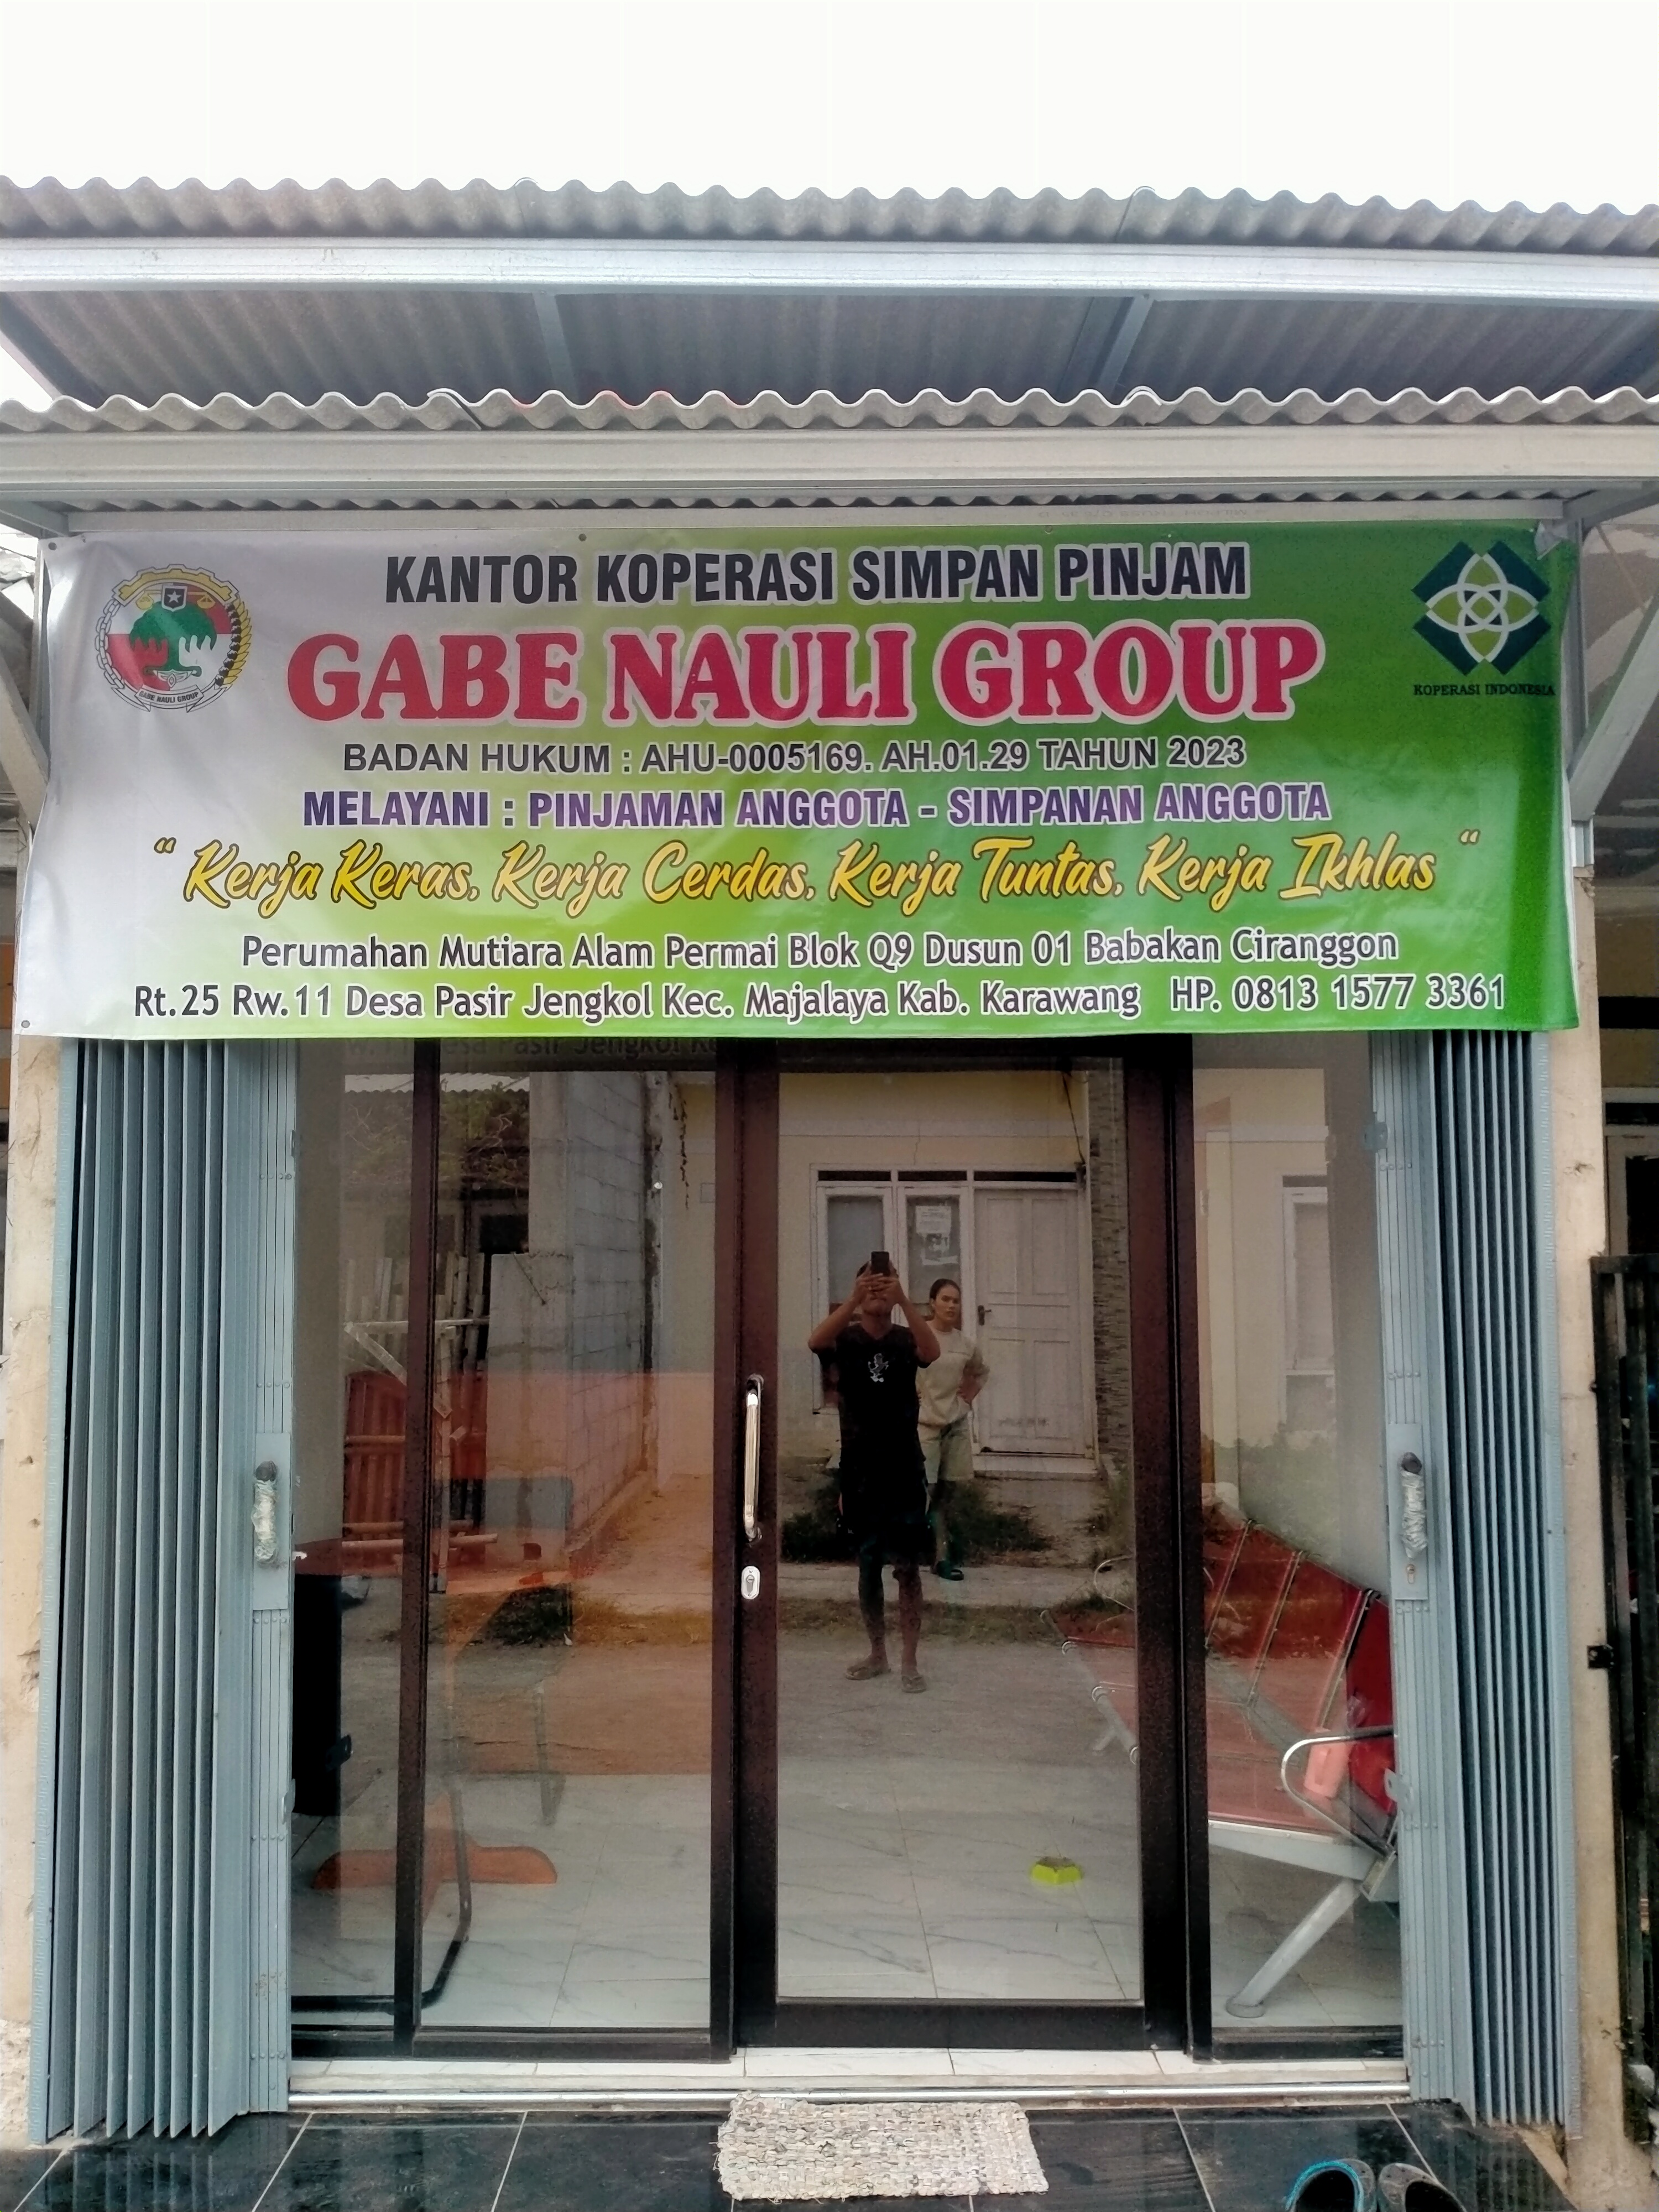 KANTOR KOPERASI SIMPAN PINJAM
GABE NAULI GROUP
GABE NAULI GROUP
KOPERASI INDONESIA
BADAN HUKUM : AHU-0005169. AH.01.29 TAHUN 2023
MELAYANI : PINJAMAN ANGGOTA - SIMPANAN ANGGOTA
“ Kerja Keras, Kerja Cerdas, Kerja Tuntas, Kerja Ikhlas “
Perumahan Mutiara Alam Permai Blok Q9 Dusun 01 Babakan Ciranggon
Rt.25 Rw.11 Desa Pasir Jengkol Kec. Majalaya Kab. Karawang HP. 0813 1577 3361